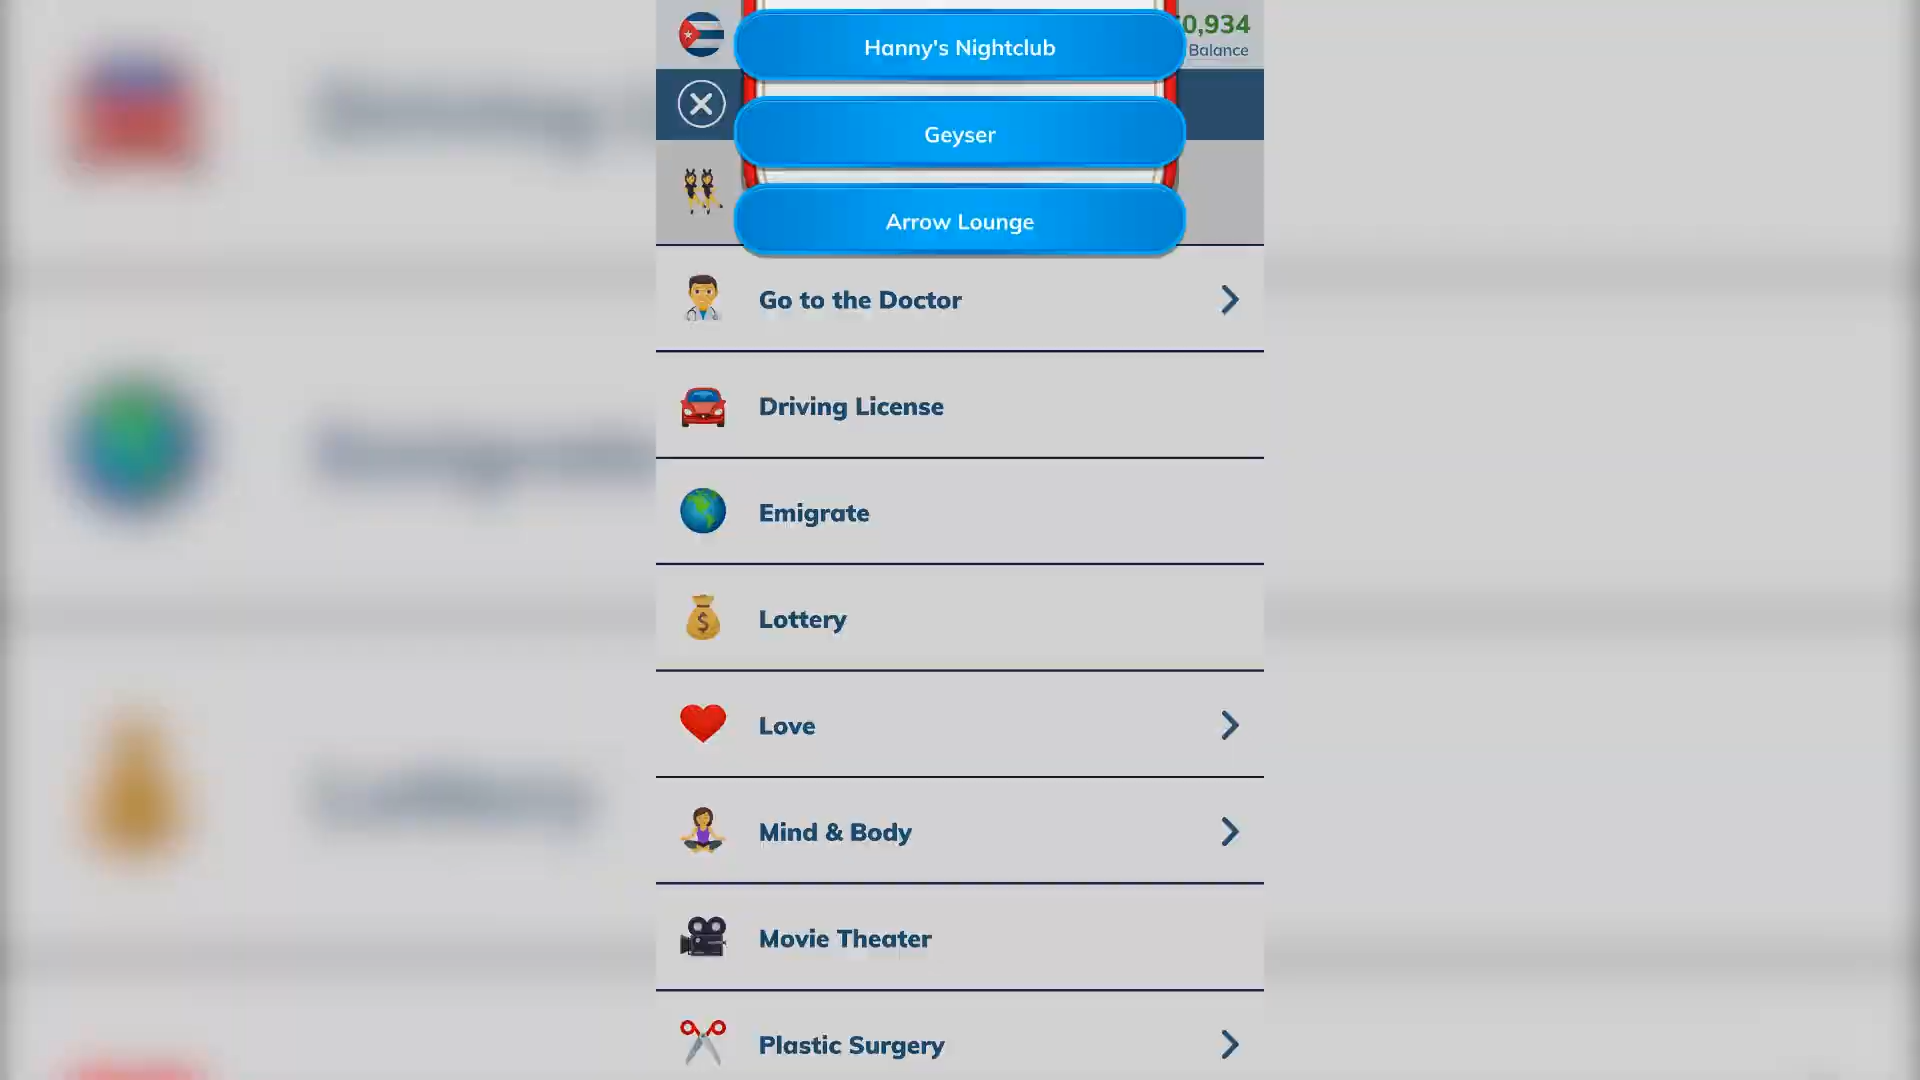 Hanny's Nightclub
0,934
Balance
Geyser
Arrow Lounge
Go to the Doctor
Driving License
Emigrate
Lottery
Love
Mind & Body
Movie Theater
Plastic Surgery